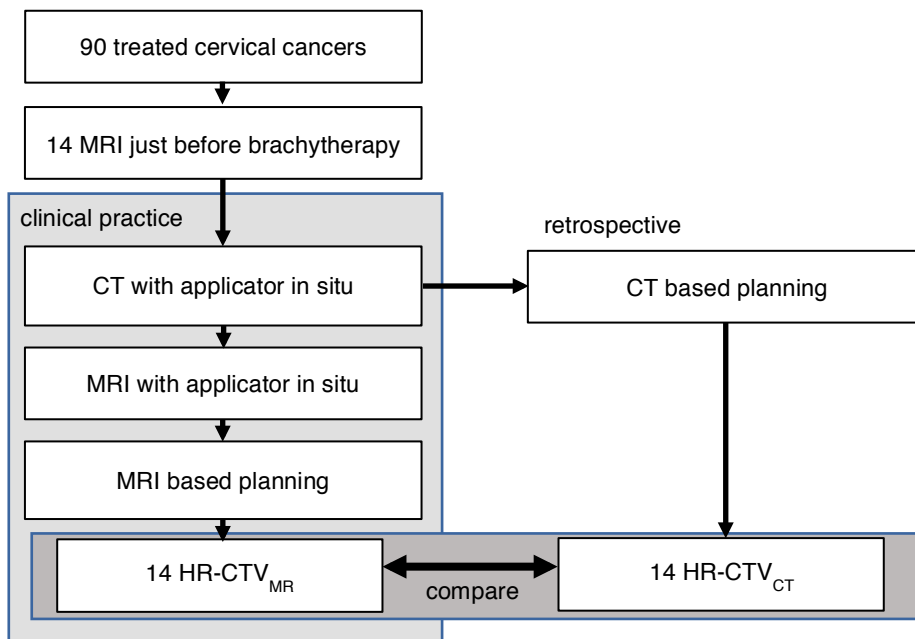 90 treated cervical cancers
14 MRI just before brachytherapy
clinical practice
retrospective
CT with applicator in situ
CT based planning
MRI with applicator in situ
MRI based planning
14 HR-CTV_MR
compare
14 HR-CTV_CT